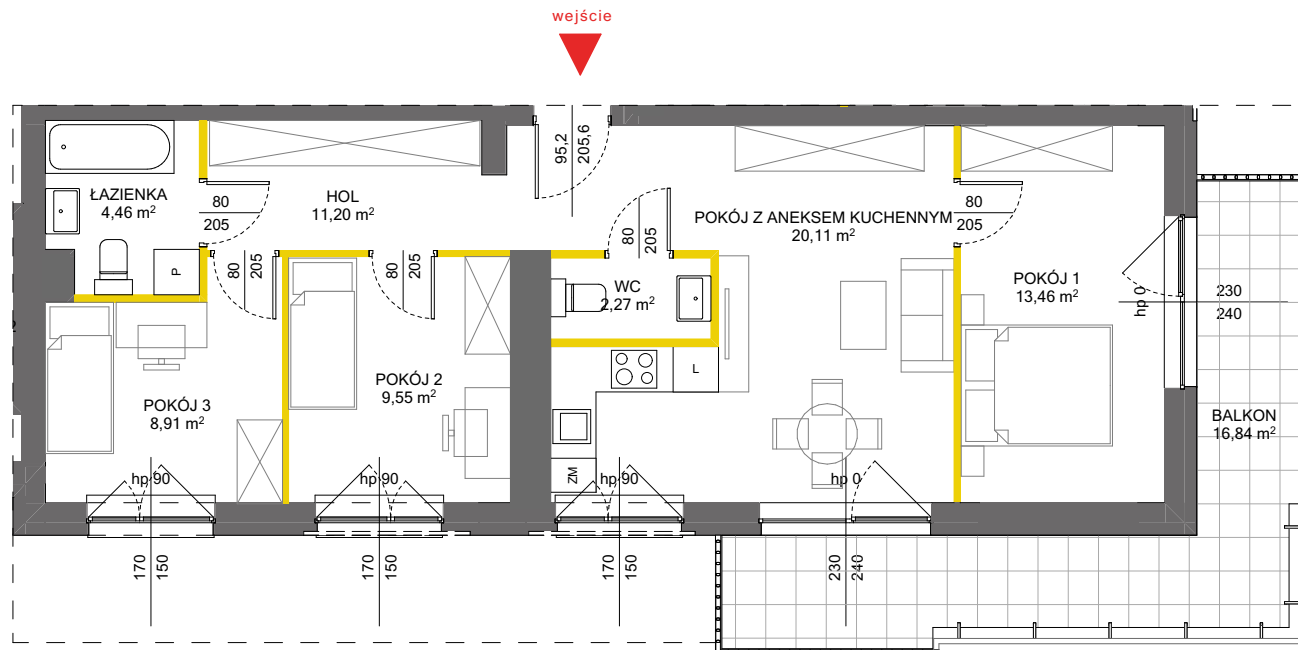 wejście
95,2
205,6
ŁAZIENKA
4,46 m²
80
205
HOL
11,20 m²
80
205
POKÓJ Z ANEKSEM KUCHENNYM
20,11 m²
80
205
P
80
205
80
205
WC
2,27 m²
POKÓJ 1
13,46 m²
hp 0
230
240
L
POKÓJ 2
9,55 m²
POKÓJ 3
8,91 m²
BALKON
16,84 m²
ZM
hp 90
hp 90
hp 90
hp 0
170
150
170
150
170
150
230
240